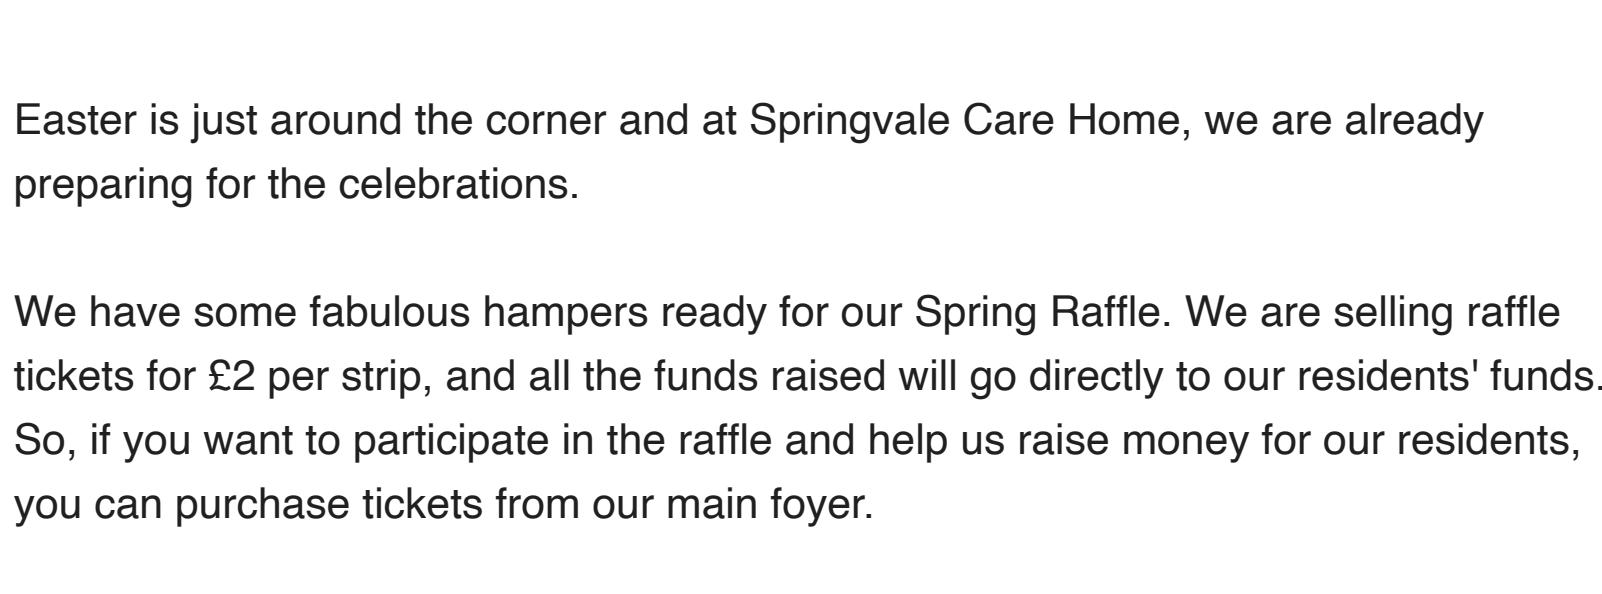 Easter is just around the corner and at Springvale Care Home, we are already
preparing for the celebrations.
We have some fabulous hampers ready for our Spring Raffle. We are selling raffle
tickets for £2 per strip, and all the funds raised will go directly to our residents' funds.
So, if you want to participate in the raffle and help us raise money for our residents,
you can purchase tickets from our main foyer.